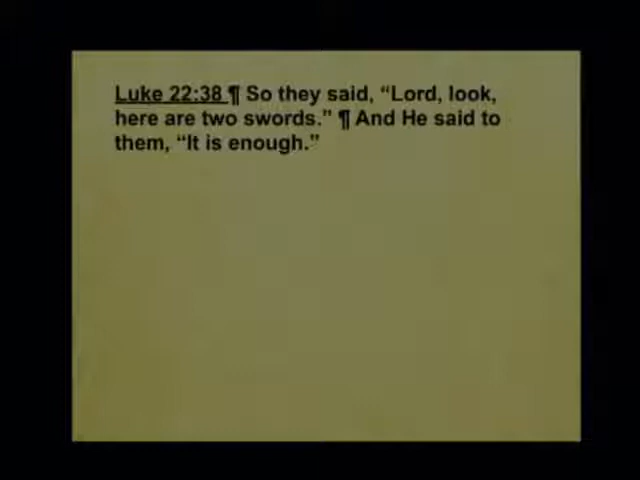 Luke 22:38 ¶ So they said, “Lord, look,
here are two swords.” ¶ And He said to
them, “It is enough.”